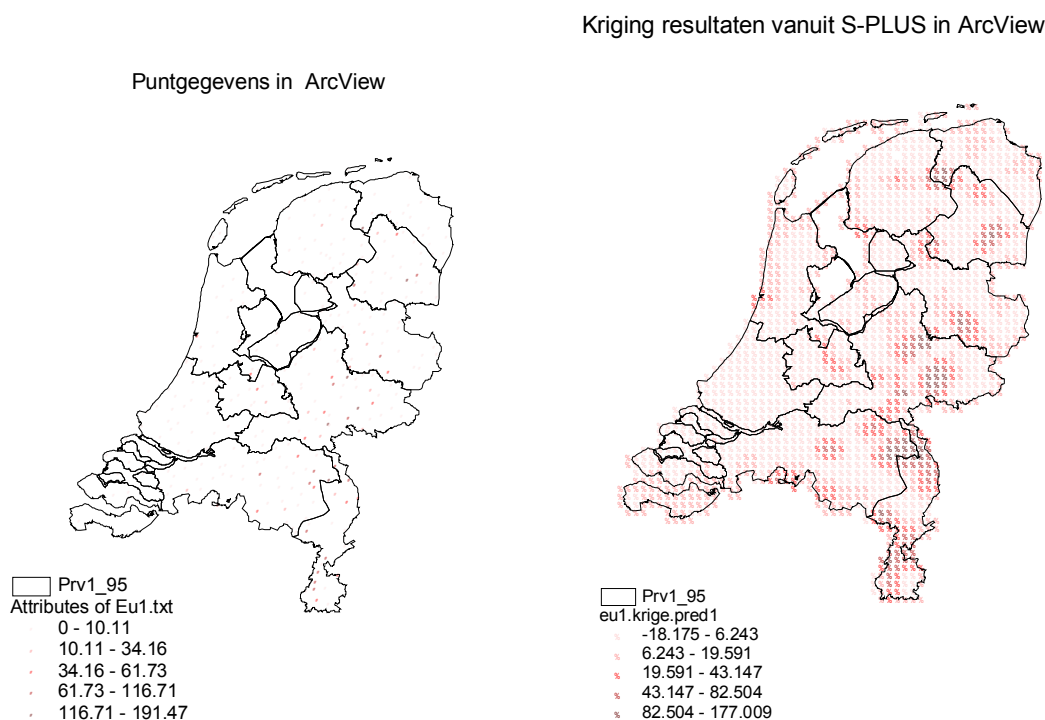 Kriging resultaten vanuit S-PLUS in ArcView
Puntgegevens in ArcView
Prv1_95
Attributes of Eu1.txt
0 - 10.11
10.11 - 34.16
34.16 - 61.73
61.73 - 116.71
116.71 - 191.47
Prv1_95
eu1.krige.pred1
-18.175 - 6.243
6.243 - 19.591
19.591 - 43.147
43.147 - 82.504
82.504 - 177.009